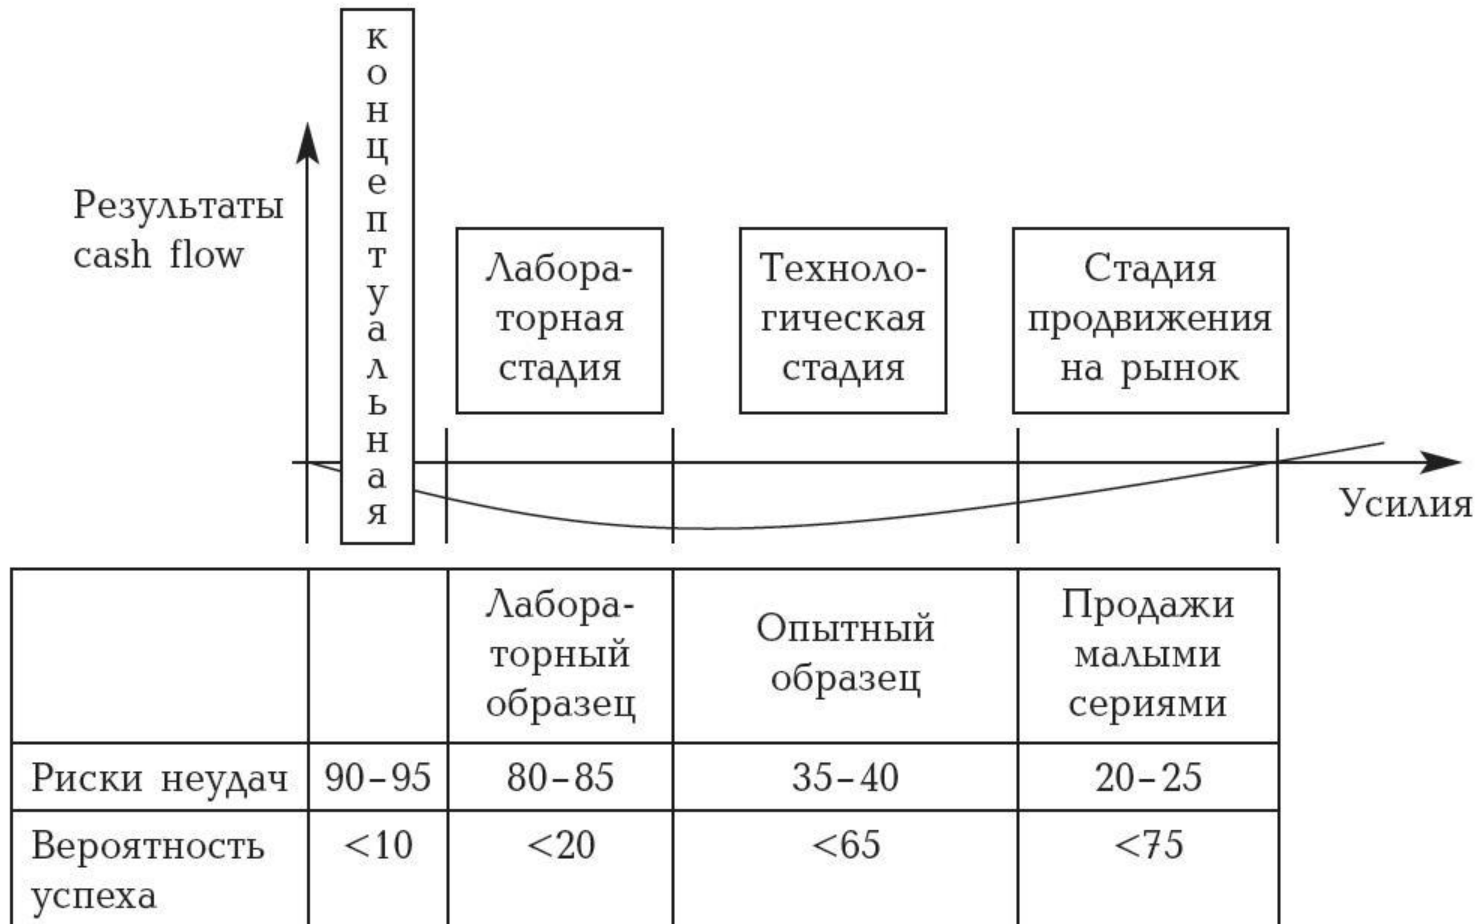 концептуальная
Результаты
cash flow
Лабора-
торная
стадия
Техноло-
гическая
стадия
Стадия
продвижения
на рынок
Усилия
Лабора-
торный
образец
Опытный
образец
Продажи
малыми
сериями
Риски неудач 90–95 80–85 35–40 20–25
Вероятность <10 <20 <65 <75
успеха